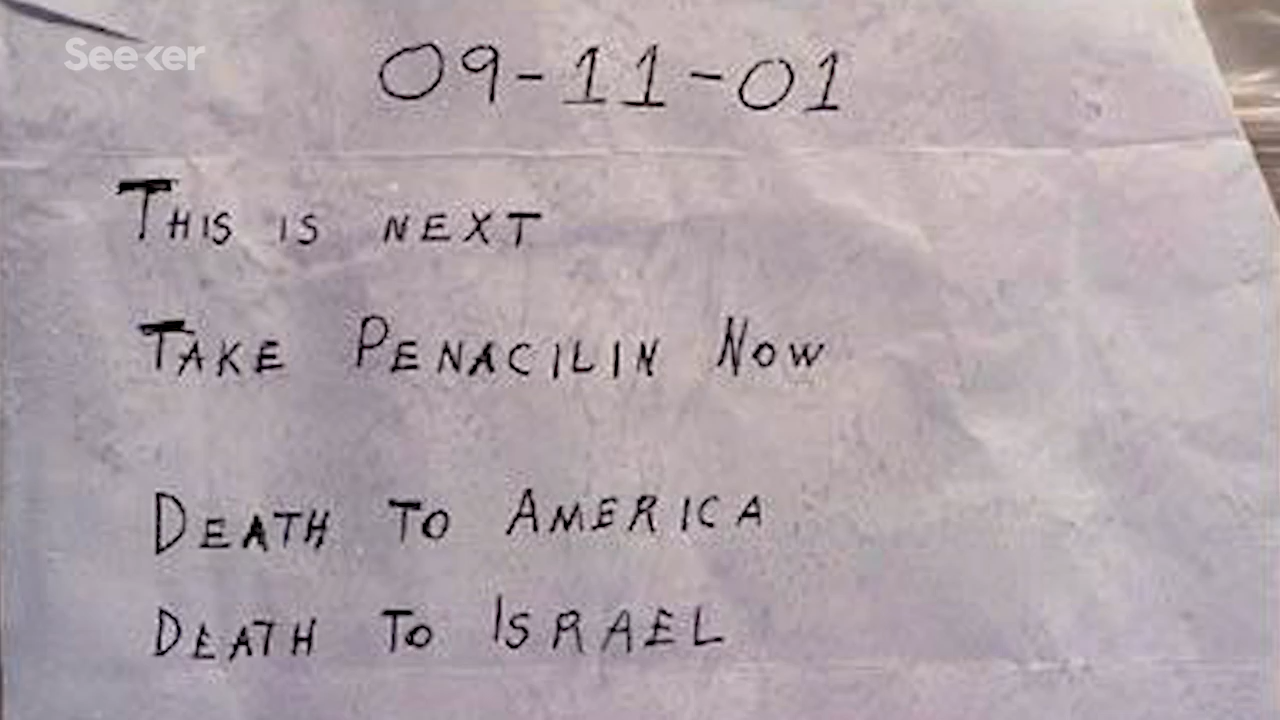 Seeker
09-11-01
THIS IS NEXT
TAKE PENACILIN NOW
DEATH TO AMERICA
DEATH TO ISRAEL